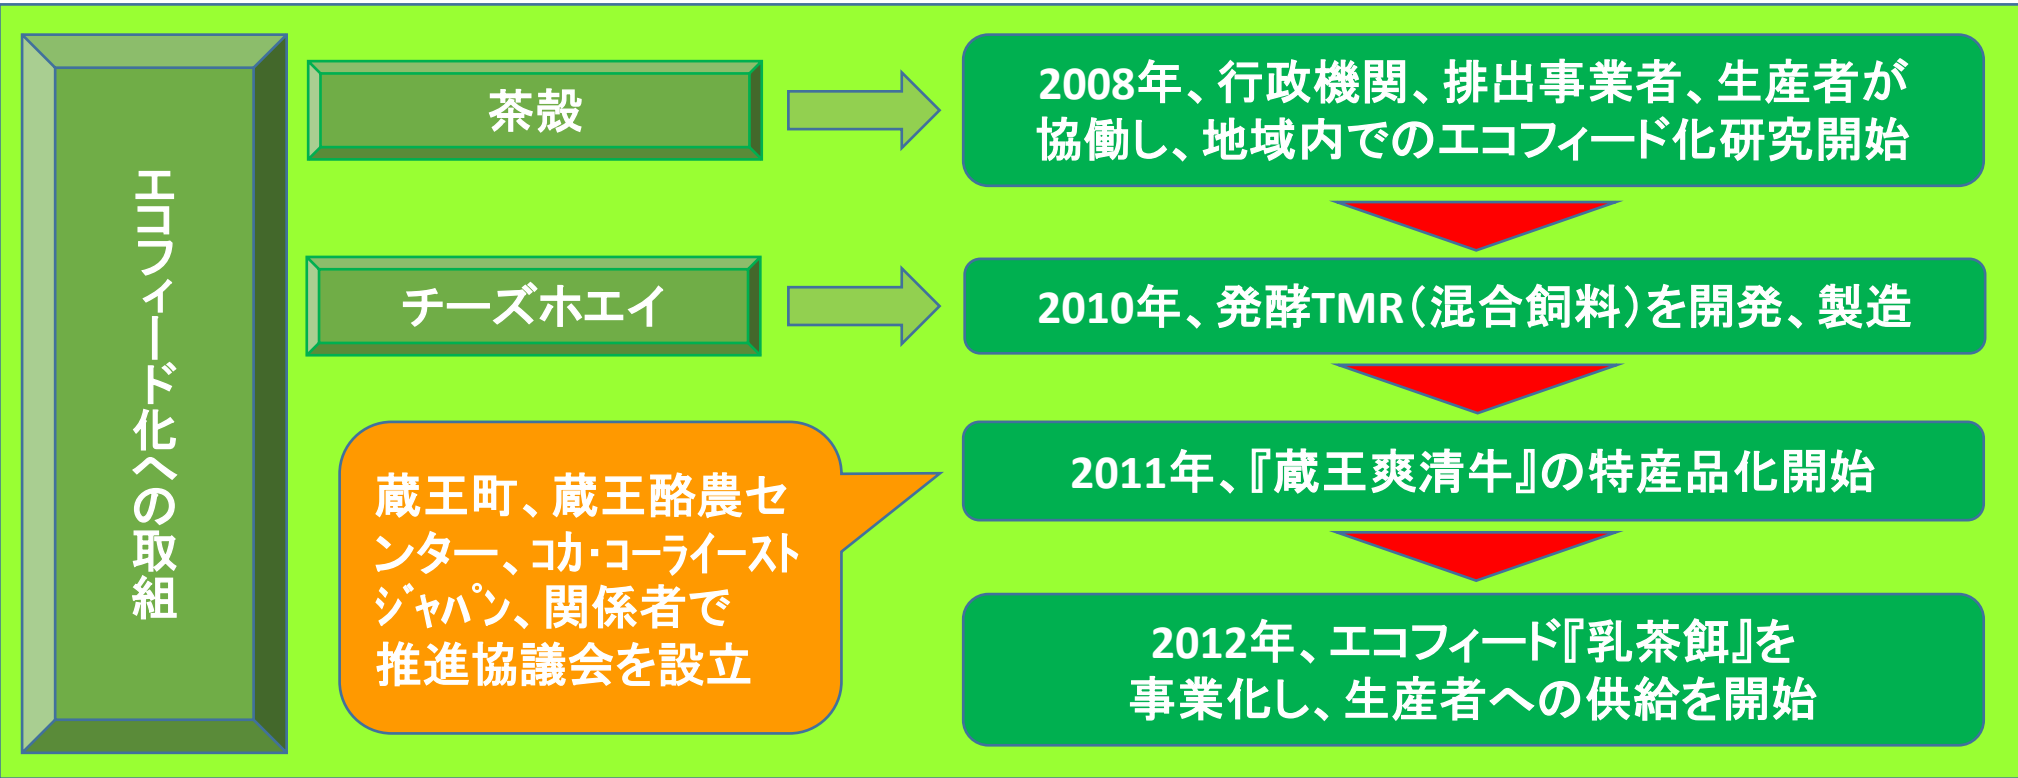 エコフィード化への取組
茶殻
2008年、行政機関、排出事業者、生産者が
協働し、地域内でのエコフィード化研究開始
チーズホエイ
2010年、発酵TMR（混合飼料）を開発、製造
蔵王町、蔵王酪農セ
ンター、ｺｶ・ｺｰﾗｲｰｽﾄ
ｼﾞｬﾊﾟﾝ、関係者で
推進協議会を設立
2011年、『蔵王爽清牛』の特産品化開始
2012年、エコフィード『乳茶餌』を
事業化し、生産者への供給を開始